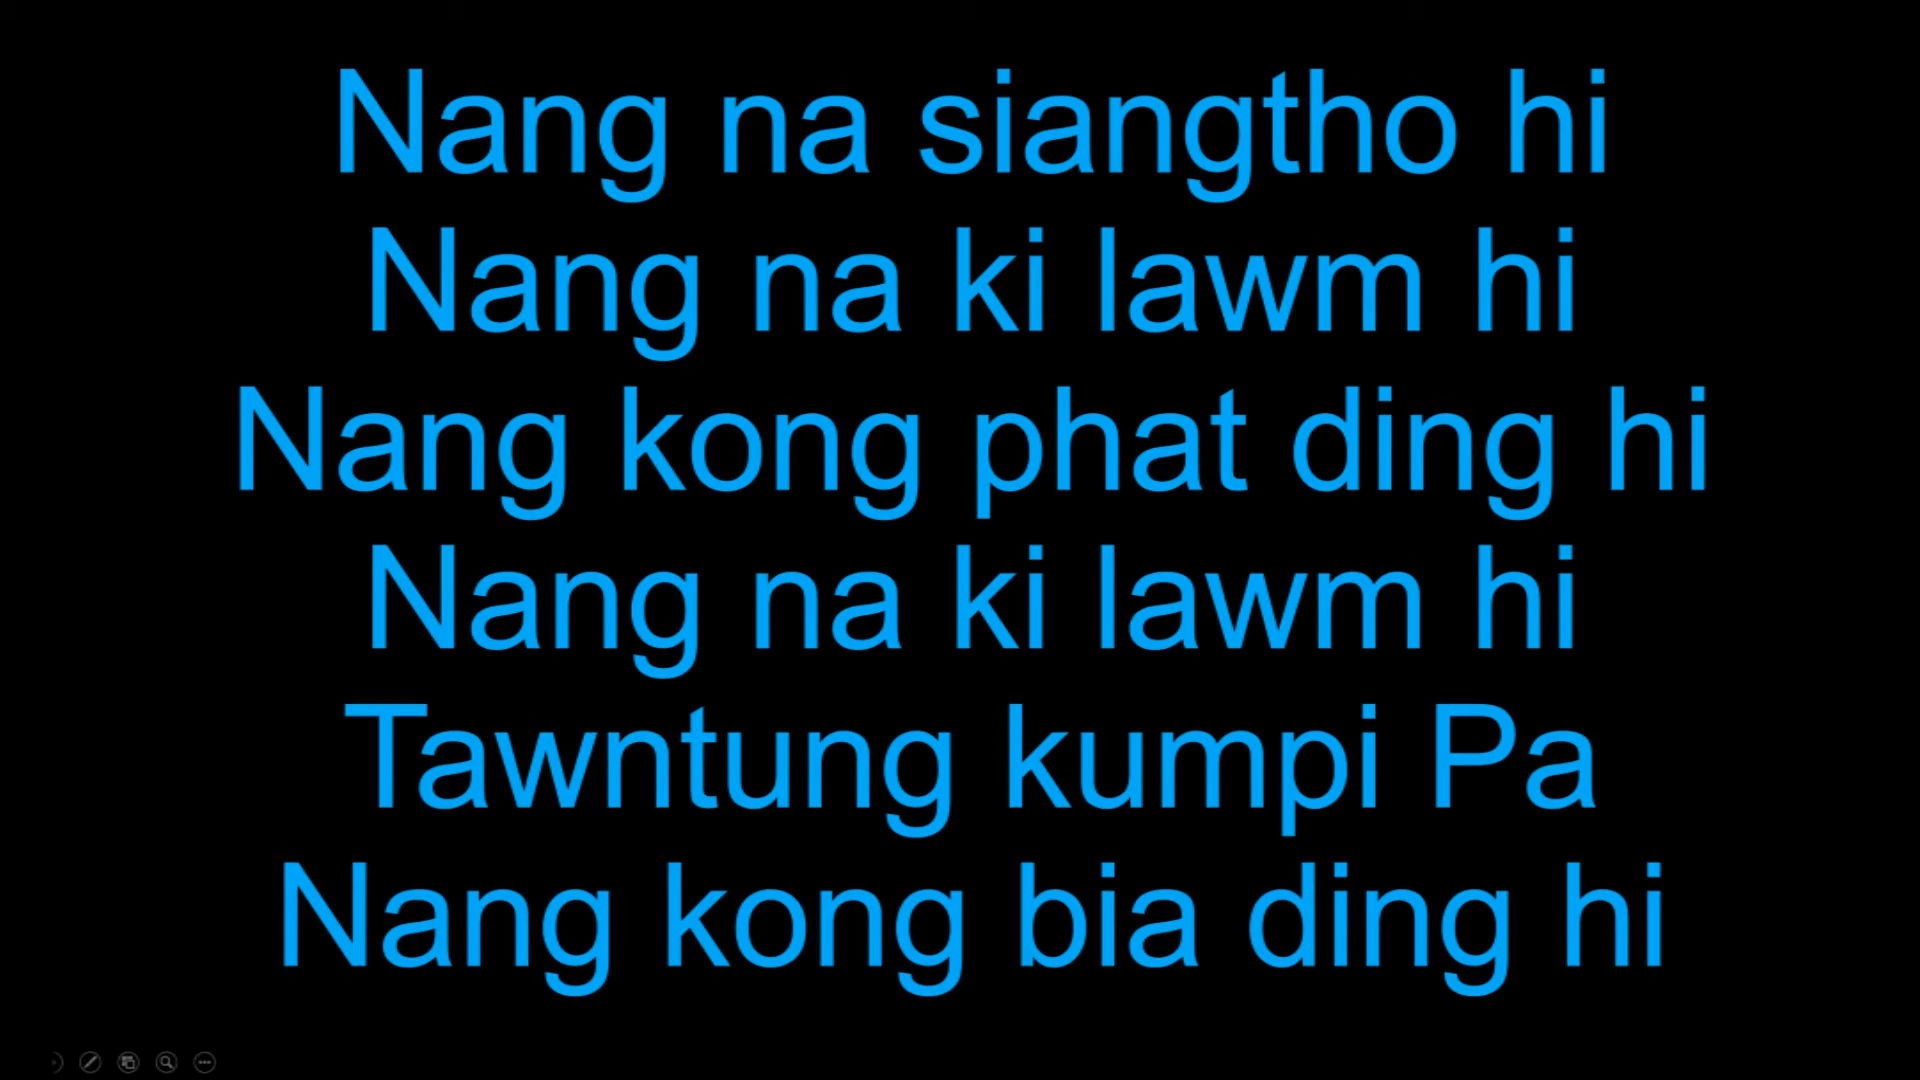 Nang na siangtho hi
Nang na ki lawm hi
Nang kong phat ding hi
Nang na ki lawm hi
Tawntung kumpi Pa
Nang kong bia ding hi